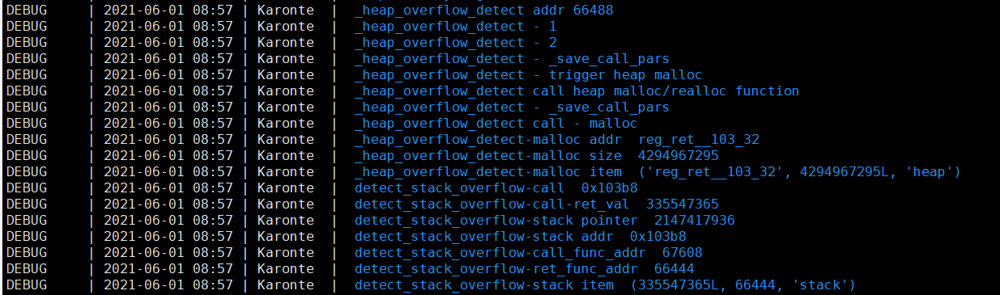 DEBUG | 2021-06-01 08:57 | Karonte | _heap_overflow_detect addr 66488
DEBUG | 2021-06-01 08:57 | Karonte | _heap_overflow_detect - 1
DEBUG | 2021-06-01 08:57 | Karonte | _heap_overflow_detect - 2
DEBUG | 2021-06-01 08:57 | Karonte | _heap_overflow_detect - _save_call_pars
DEBUG | 2021-06-01 08:57 | Karonte | _heap_overflow_detect - trigger heap malloc
DEBUG | 2021-06-01 08:57 | Karonte | _heap_overflow_detect call heap malloc/realloc function
DEBUG | 2021-06-01 08:57 | Karonte | _heap_overflow_detect - _save_call_pars
DEBUG | 2021-06-01 08:57 | Karonte | _heap_overflow_detect call - malloc
DEBUG | 2021-06-01 08:57 | Karonte | _heap_overflow_detect-malloc addr  reg_ret__103_32
DEBUG | 2021-06-01 08:57 | Karonte | _heap_overflow_detect-malloc size  4294967295
DEBUG | 2021-06-01 08:57 | Karonte | _heap_overflow_detect-malloc item  ('reg_ret__103_32', 4294967295L, 'heap')
DEBUG | 2021-06-01 08:57 | Karonte | detect_stack_overflow-call  0x103b8
DEBUG | 2021-06-01 08:57 | Karonte | detect_stack_overflow-call-ret_val  335547365
DEBUG | 2021-06-01 08:57 | Karonte | detect_stack_overflow-stack pointer  2147417936
DEBUG | 2021-06-01 08:57 | Karonte | detect_stack_overflow-stack addr  0x103b8
DEBUG | 2021-06-01 08:57 | Karonte | detect_stack_overflow-call_func_addr  67608
DEBUG | 2021-06-01 08:57 | Karonte | detect_stack_overflow-ret_func_addr  66444
DEBUG | 2021-06-01 08:57 | Karonte | detect_stack_overflow-stack item  (335547365L, 66444, 'stack')